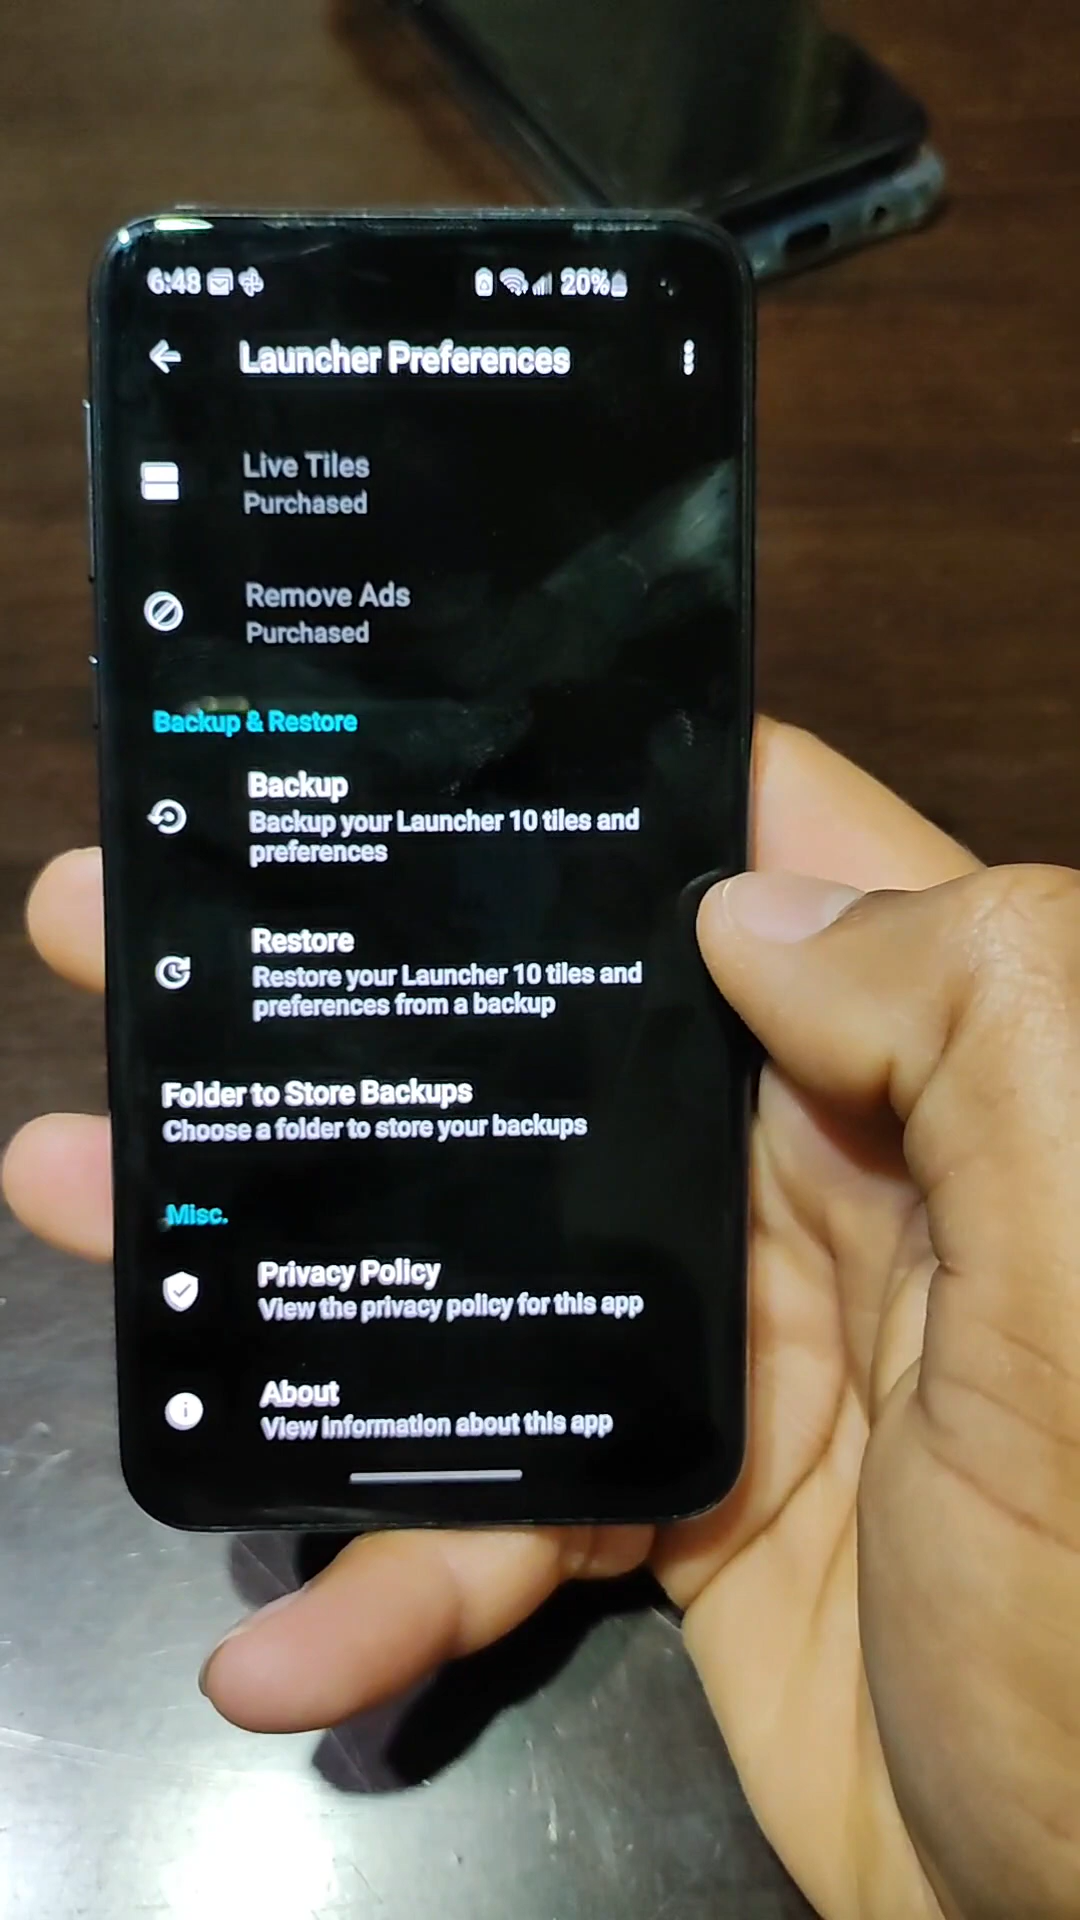 6:48 20%
Launcher Preferences
Live Tiles
Purchased
Remove Ads
Purchased
Backup & Restore
Backup
Backup your Launcher 10 tiles and
preferences
Restore
Restore your Launcher 10 tiles and
preferences from a backup
Folder to Store Backups
Choose a folder to store your backups
Misc.
Privacy Policy
View the privacy policy for this app
About
View information about this app